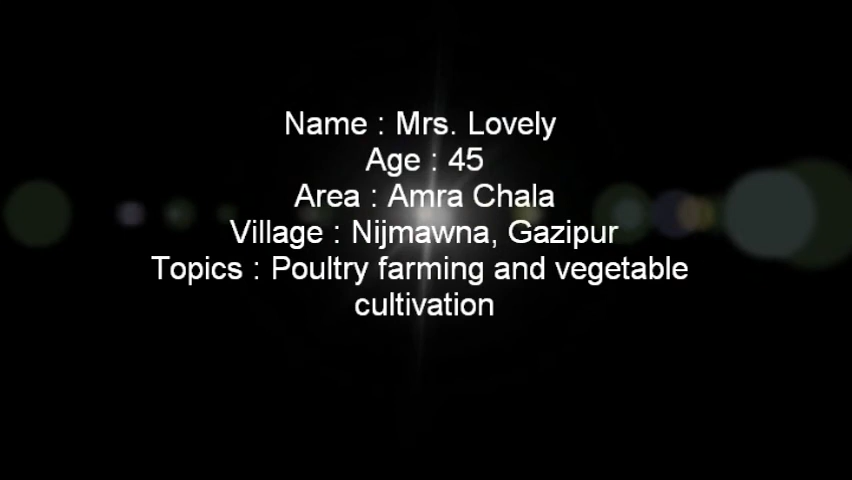 Name : Mrs. Lovely
Age : 45
Area : Amra Chala
Village : Nijmawna, Gazipur
Topics : Poultry farming and vegetable
cultivation